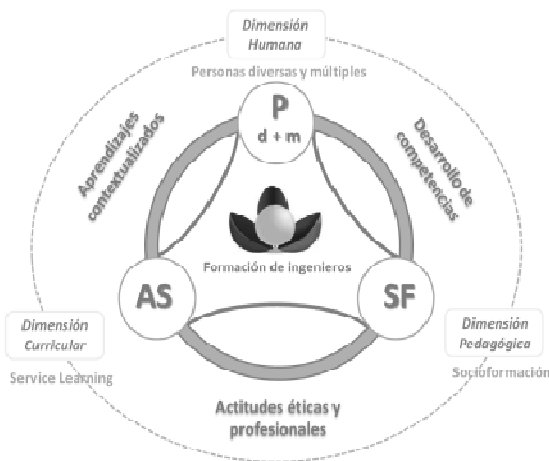 Dimensión
Humana
Personas diversas y múltiples
P
d + m
Aprendizajes
contextualizados
Desarrollo de
competencias
Formación de ingenieros
AS
SF
Dimensión
Curricular
Service Learning
Dimensión
Pedagógica
Socioformación
Actitudes éticas y
profesionales